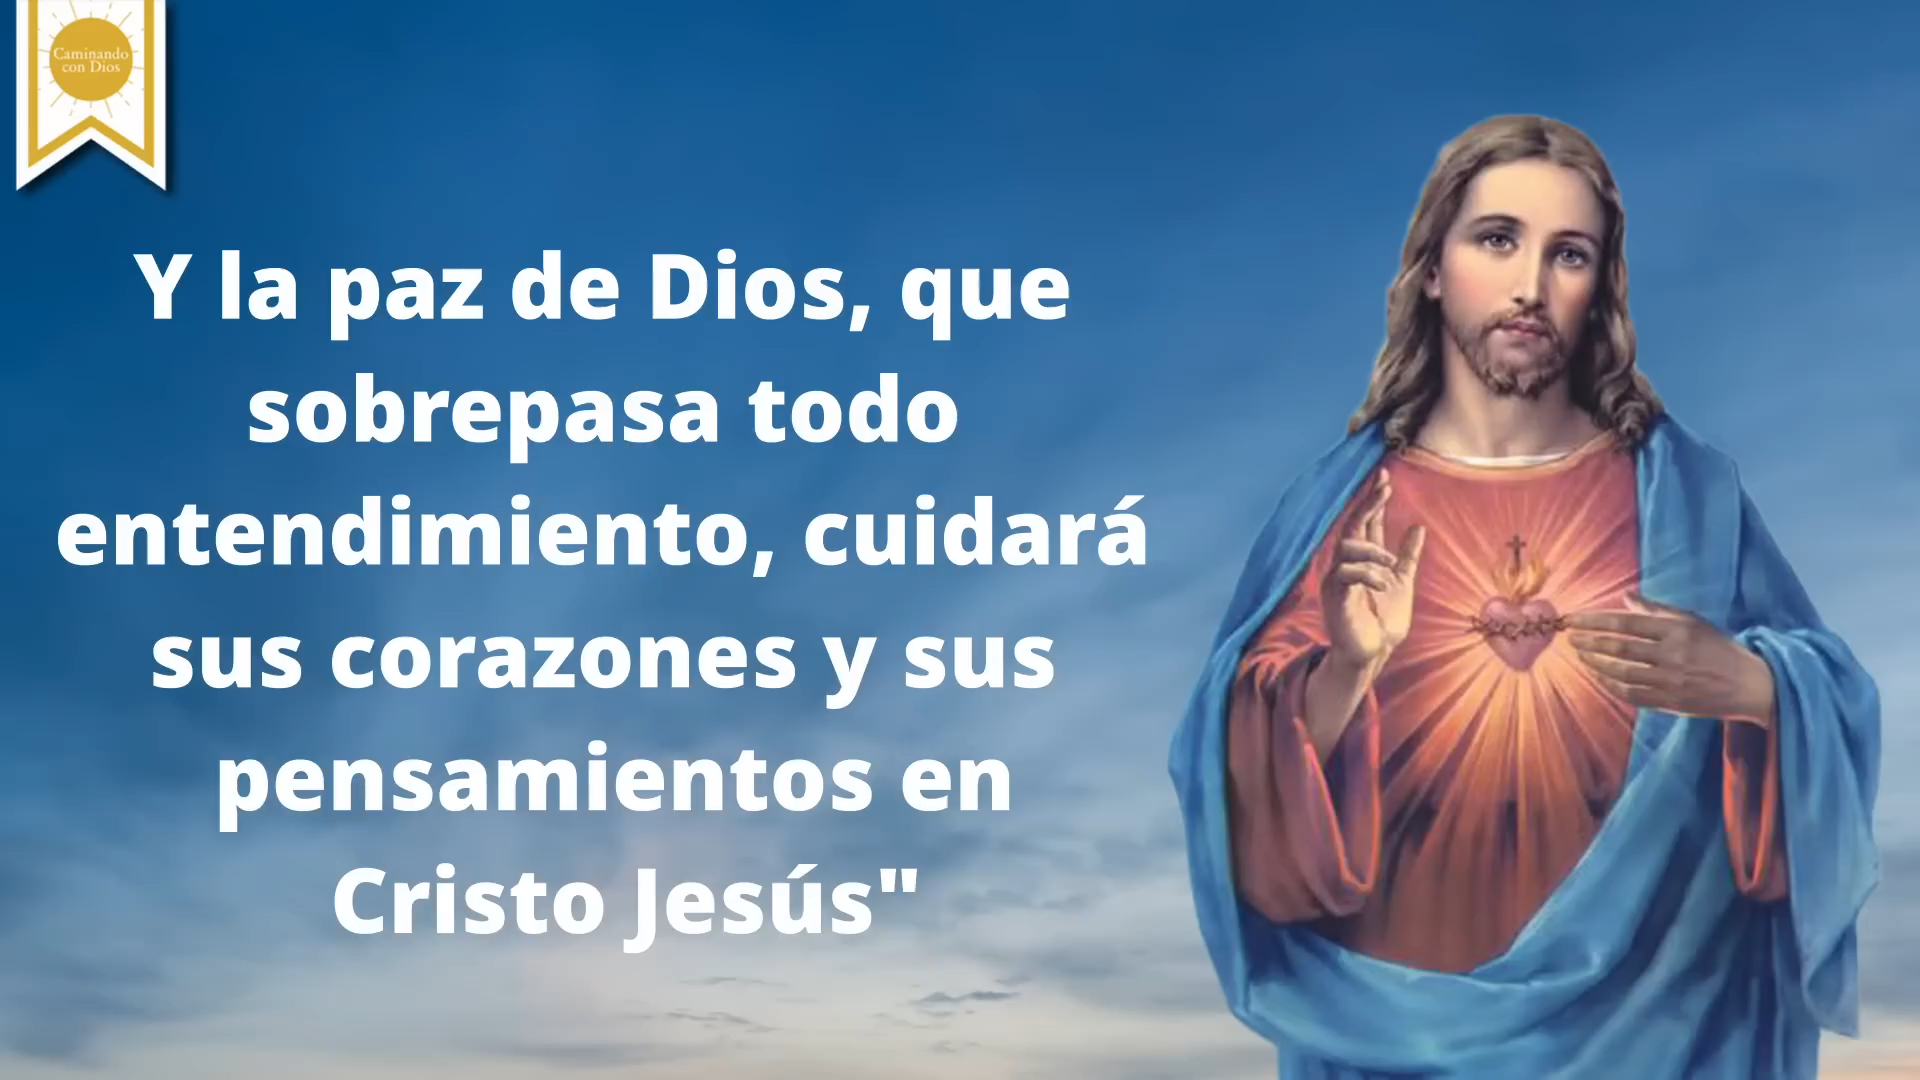 Caminando
con Dios
Y la paz de Dios, que
sobrepasa todo
entendimiento, cuidará
sus corazones y sus
pensamientos en
Cristo Jesús"